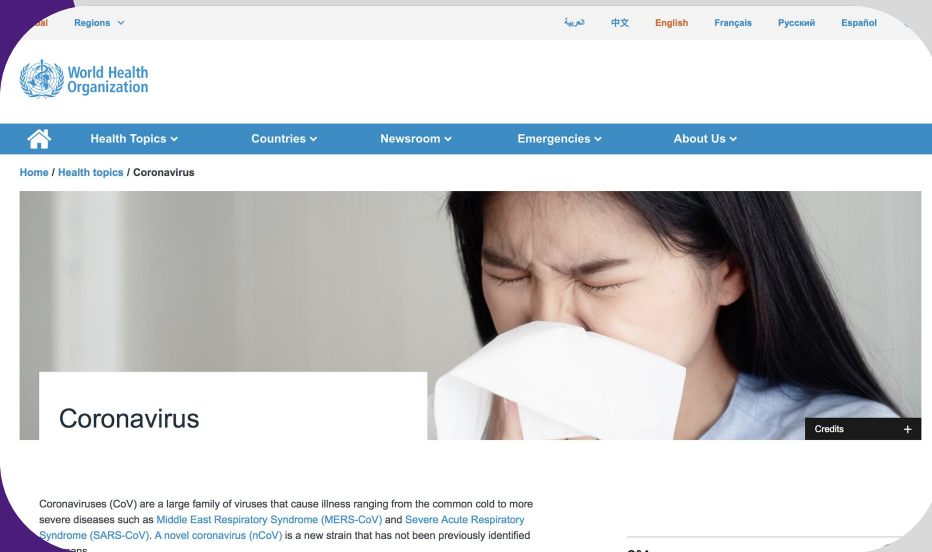 Regions
العربية 中文 English Français Русский Español
World Health
Organization
Health Topics Countries Newsroom Emergencies About Us
Home / Health topics / Coronavirus
Coronavirus
Credits +
Coronaviruses (CoV) are a large family of viruses that cause illness ranging from the common cold to more
severe diseases such as Middle East Respiratory Syndrome (MERS-CoV) and Severe Acute Respiratory
Syndrome (SARS-CoV). A novel coronavirus (nCoV) is a new strain that has not been previously identified